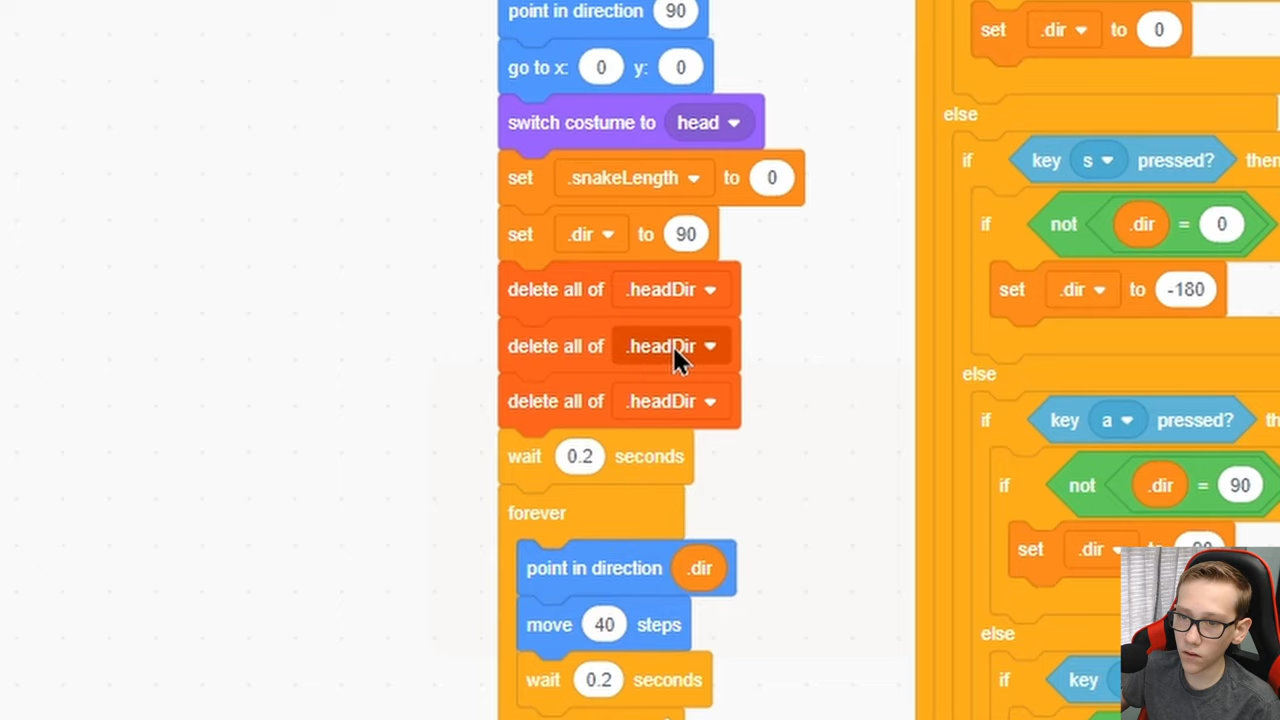 point in direction 90
go to x: 0 y: 0
switch costume to head
set .snakeLength to 0
set .dir to 90
delete all of .headDir
delete all of .headDir
delete all of .headDir
wait 0.2 seconds
forever
point in direction .dir
move 40 steps
wait 0.2 seconds
set .dir to 0
else
if key s pressed? then
if not .dir = 0
set .dir to -180
else
if key a pressed?
if not .dir = 90
set .dir
else
if key